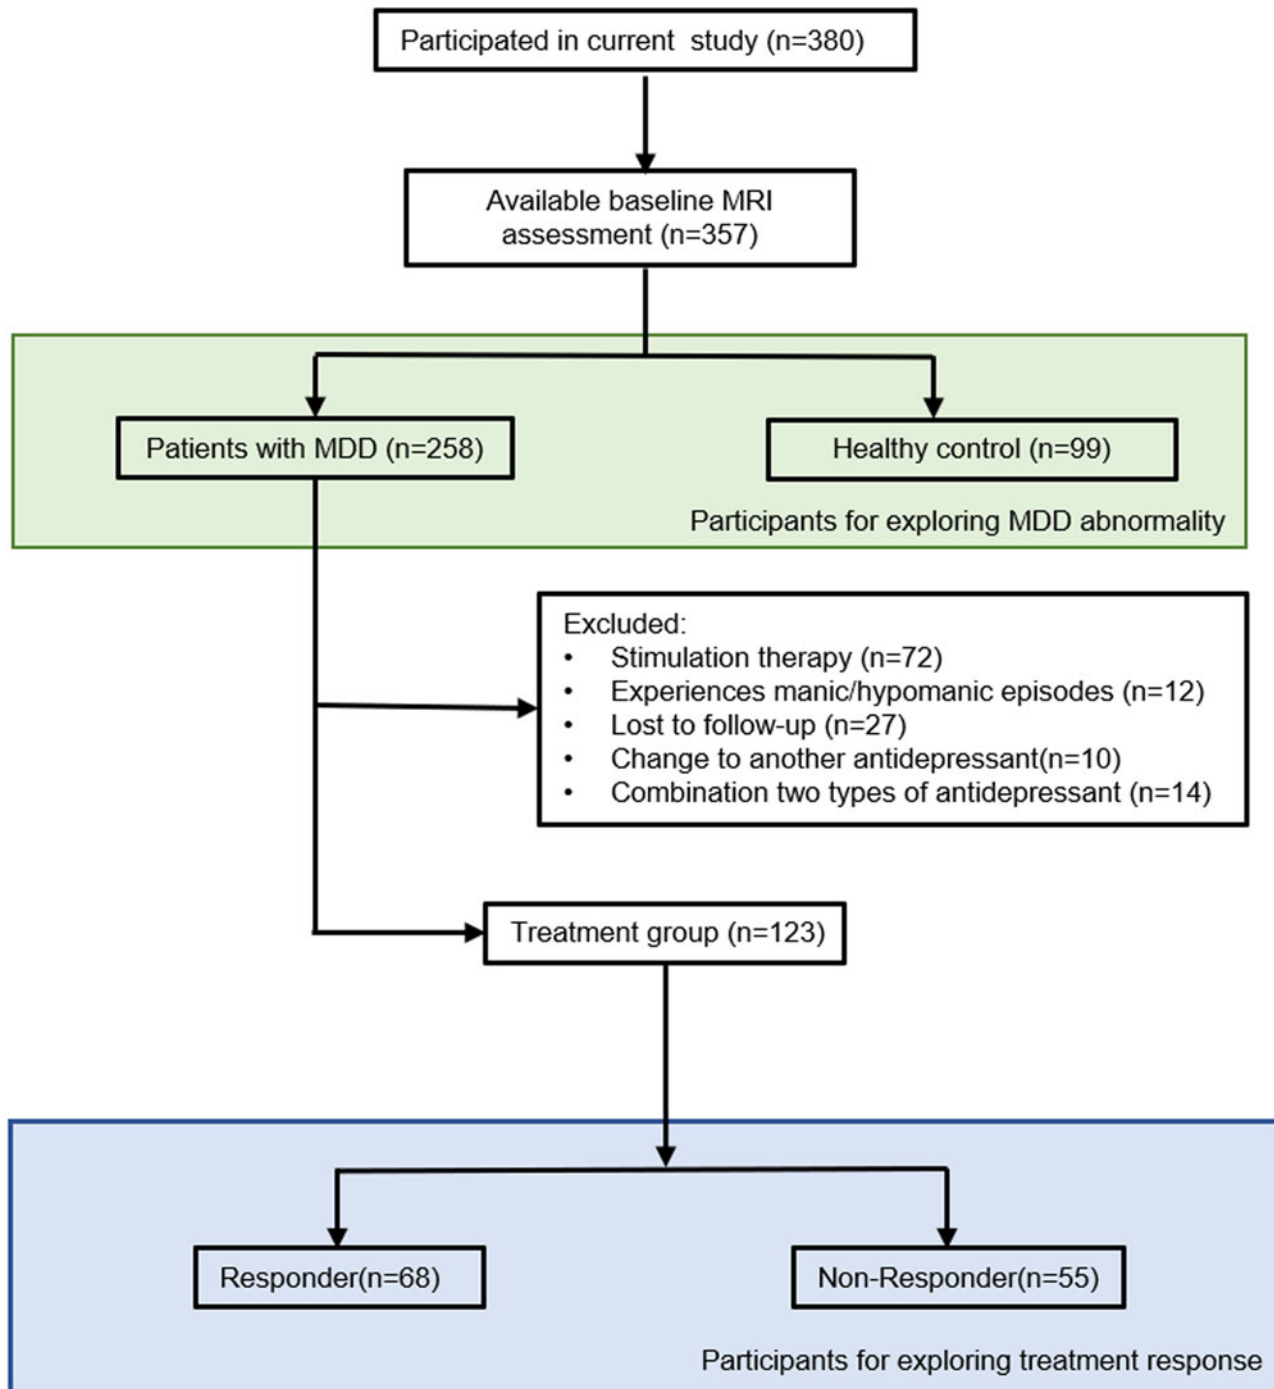 Participated in current study (n=380)
Available baseline MRI
assessment (n=357)
Patients with MDD (n=258)
Healthy control (n=99)
Participants for exploring MDD abnormality
Excluded:
• Stimulation therapy (n=72)
• Experiences manic/hypomanic episodes (n=12)
• Lost to follow-up (n=27)
• Change to another antidepressant(n=10)
• Combination two types of antidepressant (n=14)
Treatment group (n=123)
Responder(n=68)
Non-Responder(n=55)
Participants for exploring treatment response